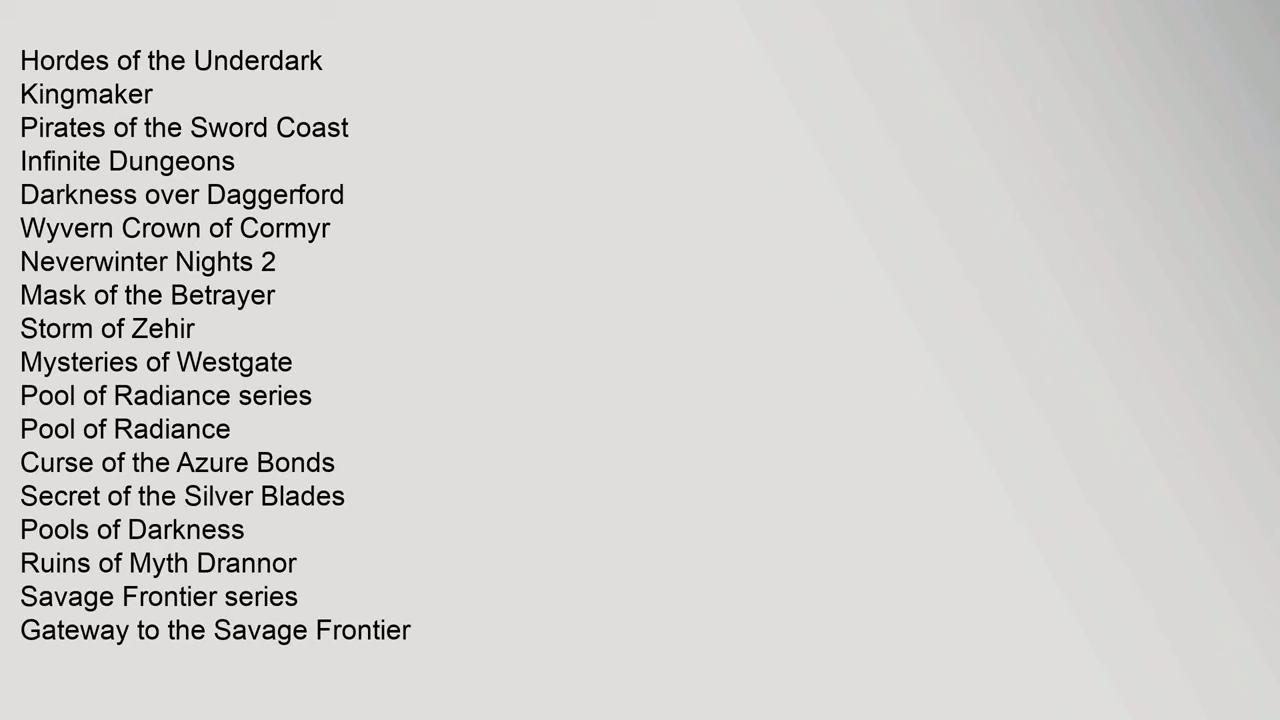 Hordes of the Underdark
Kingmaker
Pirates of the Sword Coast
Infinite Dungeons
Darkness over Daggerford
Wyvern Crown of Cormyr
Neverwinter Nights 2
Mask of the Betrayer
Storm of Zehir
Mysteries of Westgate
Pool of Radiance series
Pool of Radiance
Curse of the Azure Bonds
Secret of the Silver Blades
Pools of Darkness
Ruins of Myth Drannor
Savage Frontier series
Gateway to the Savage Frontier